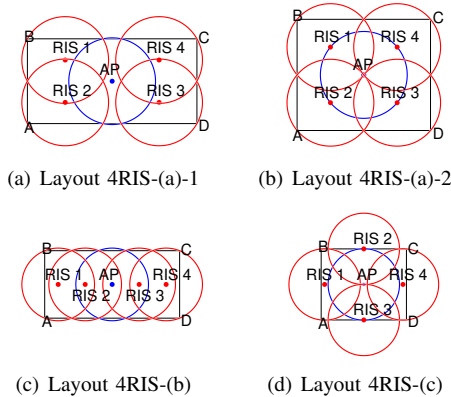 B
C
RIS 1
RIS 4
AP
RIS 2
RIS 3
A
D
(a) Layout 4RIS-(a)-1
B
C
RIS 1
RIS 4
AP
RIS 2
RIS 3
A
D
(b) Layout 4RIS-(a)-2
B
C
RIS 1
AP
RIS 4
RIS 2
RIS 3
A
D
(c) Layout 4RIS-(b)
B
RIS 2
C
RIS 1
AP
RIS 4
RIS 3
A
D
(d) Layout 4RIS-(c)